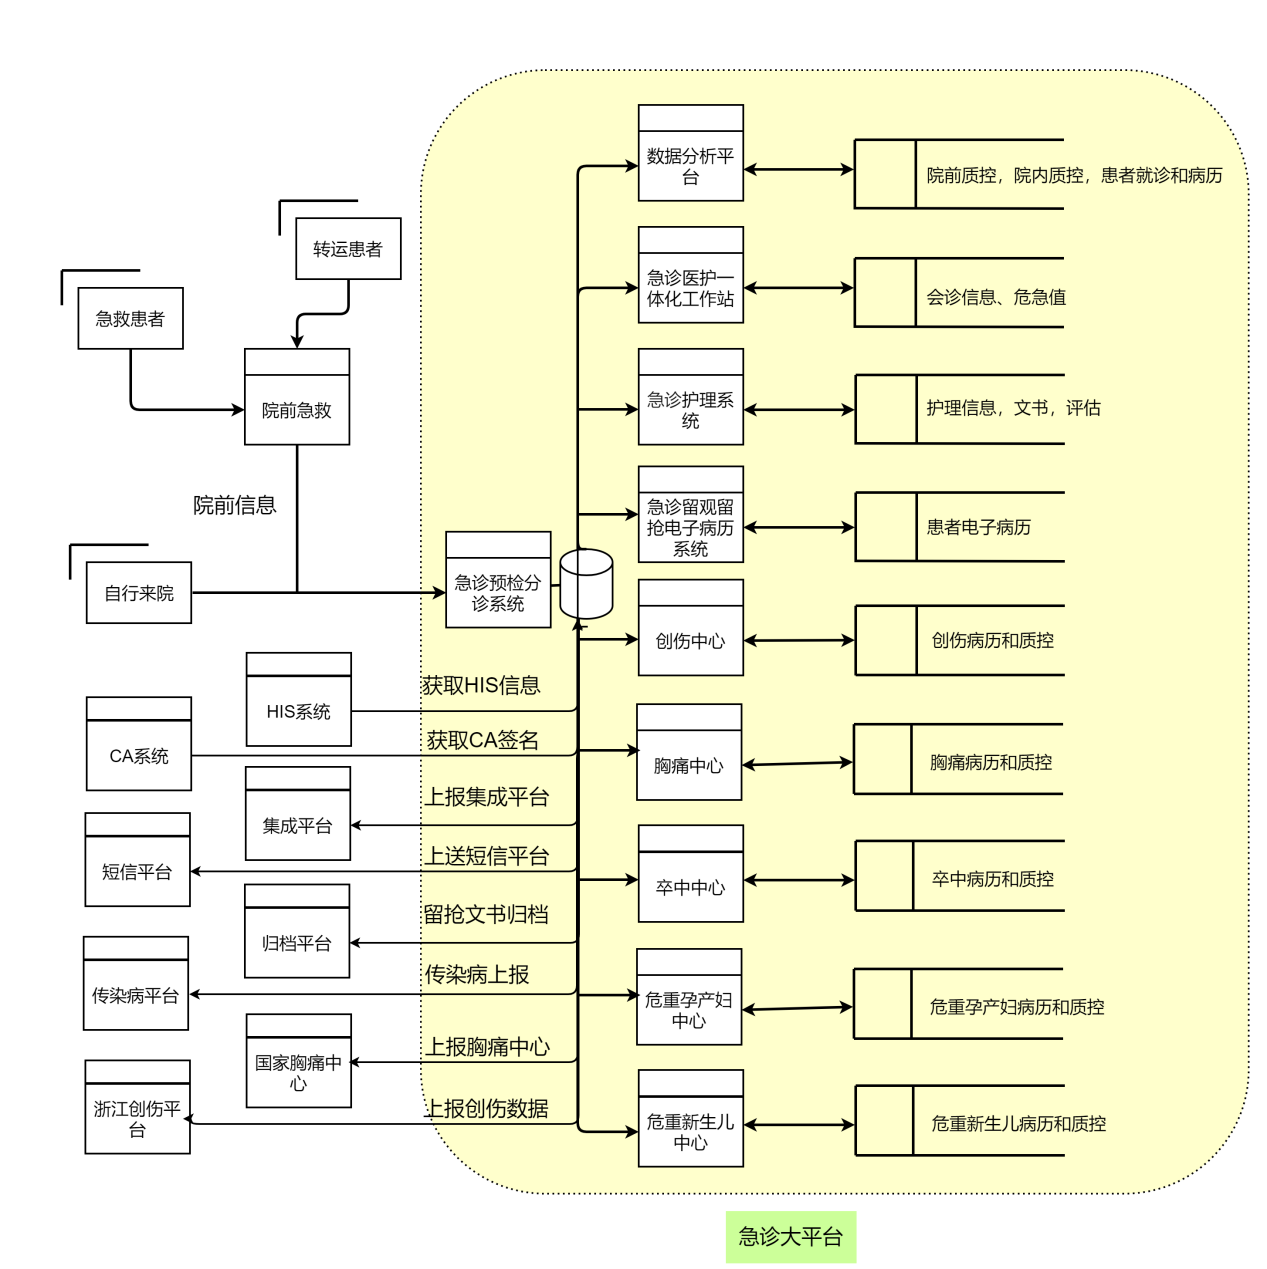 数据分析平
台
院前质控，院内质控，患者就诊和病历
转运患者
急诊医护一
体化工作站
会诊信息、危急值
急救患者
院前急救
急诊护理系
统
护理信息，文书，评估
院前信息
急诊留观留
抢电子病历
系统
患者电子病历
自行来院
急诊预检分
诊系统
创伤中心
创伤病历和质控
获取HIS信息
HIS系统
获取CA签名
CA系统
胸痛中心
胸痛病历和质控
上报集成平台
集成平台
上送短信平台
短信平台
卒中中心
卒中病历和质控
留抢文书归档
归档平台
传染病上报
传染病平台
危重孕产妇
中心
危重孕产妇病历和质控
上报胸痛中心
国家胸痛中
心
上报创伤数据
浙江创伤平
台
危重新生儿
中心
危重新生儿病历和质控
急诊大平台